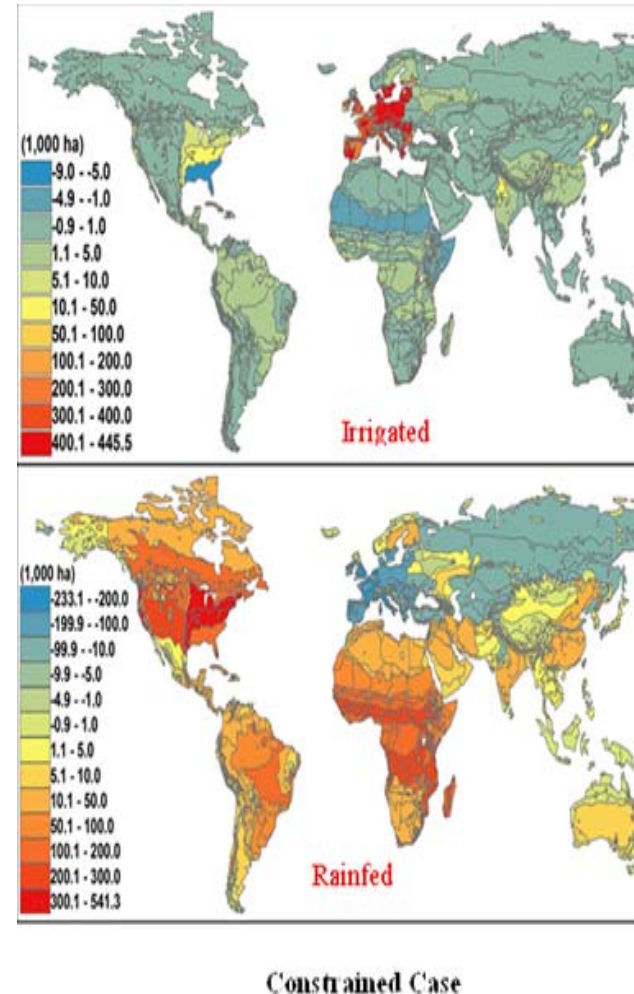 (1,000 ha)
-9.0 - -5.0
-4.9 - -1.0
-0.9 - 1.0
1.1 - 5.0
5.1 - 10.0
10.1 - 50.0
50.1 - 100.0
100.1 - 200.0
200.1 - 300.0
300.1 - 400.0
400.1 - 445.5
Irrigated
(1,000 ha)
-233.1 - -200.0
-199.9 - -100.0
-99.9 - -10.0
-9.9 - -5.0
-4.9 - -1.0
-0.9 - 1.0
1.1 - 5.0
5.1 - 10.0
10.1 - 50.0
50.1 - 100.0
100.1 - 200.0
200.1 - 300.0
300.1 - 541.3
Rainfed
Constrained Case